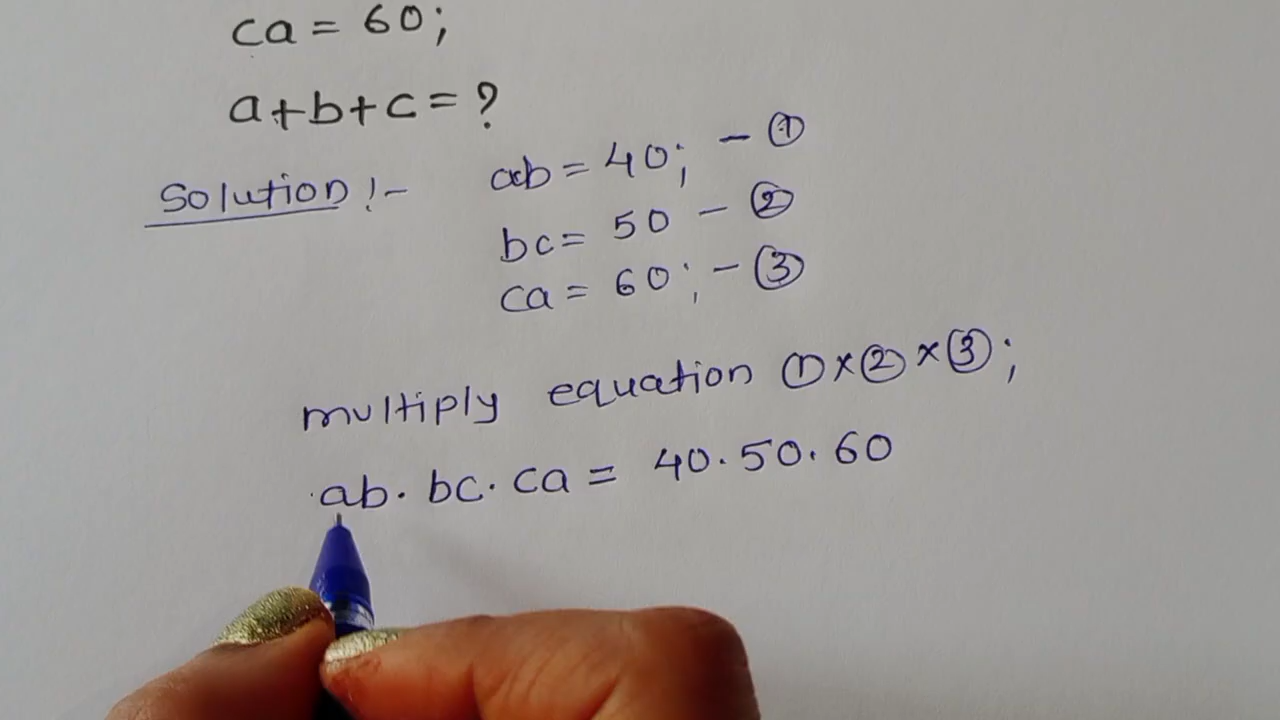 ca = 60;
a+b+c = ?
Solution !-
ab = 40; - ①
bc = 50 - ②
ca = 60; - ③
multiply equation ① × ② × ③;
ab . bc . ca = 40 . 50 . 60